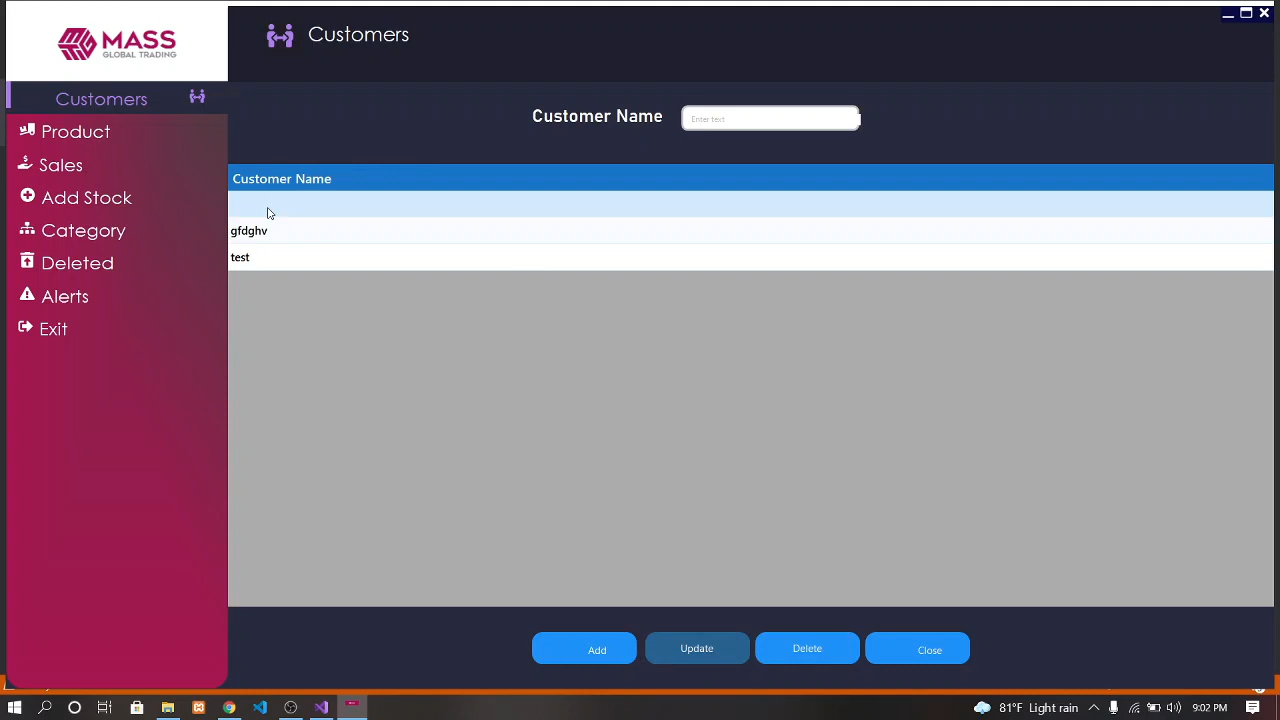 MASS
GLOBAL TRADING
Customers
Customers
Product
Sales
Add Stock
Category
Deleted
Alerts
Exit
Customer Name
Enter text
Customer Name
gfdghv
test
Add
Update
Delete
Close
81°F Light rain
9:02 PM